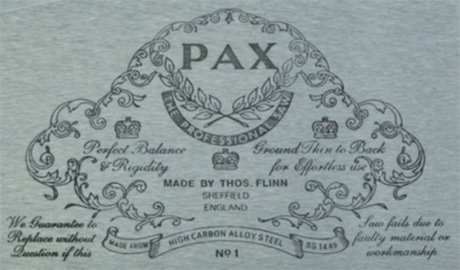 PAX
THE PROFESSIONAL SAW
Perfect Balance
& Rigidity
Ground Thin to Back
for Effortless use
MADE BY THOS. FLINN
SHEFFIELD
ENGLAND
We Guarantee to
Replace without
Question if this
Saw fails due to
faulty material or
workmanship
MADE FROM
HIGH CARBON ALLOY STEEL
BS 1449
Nº1